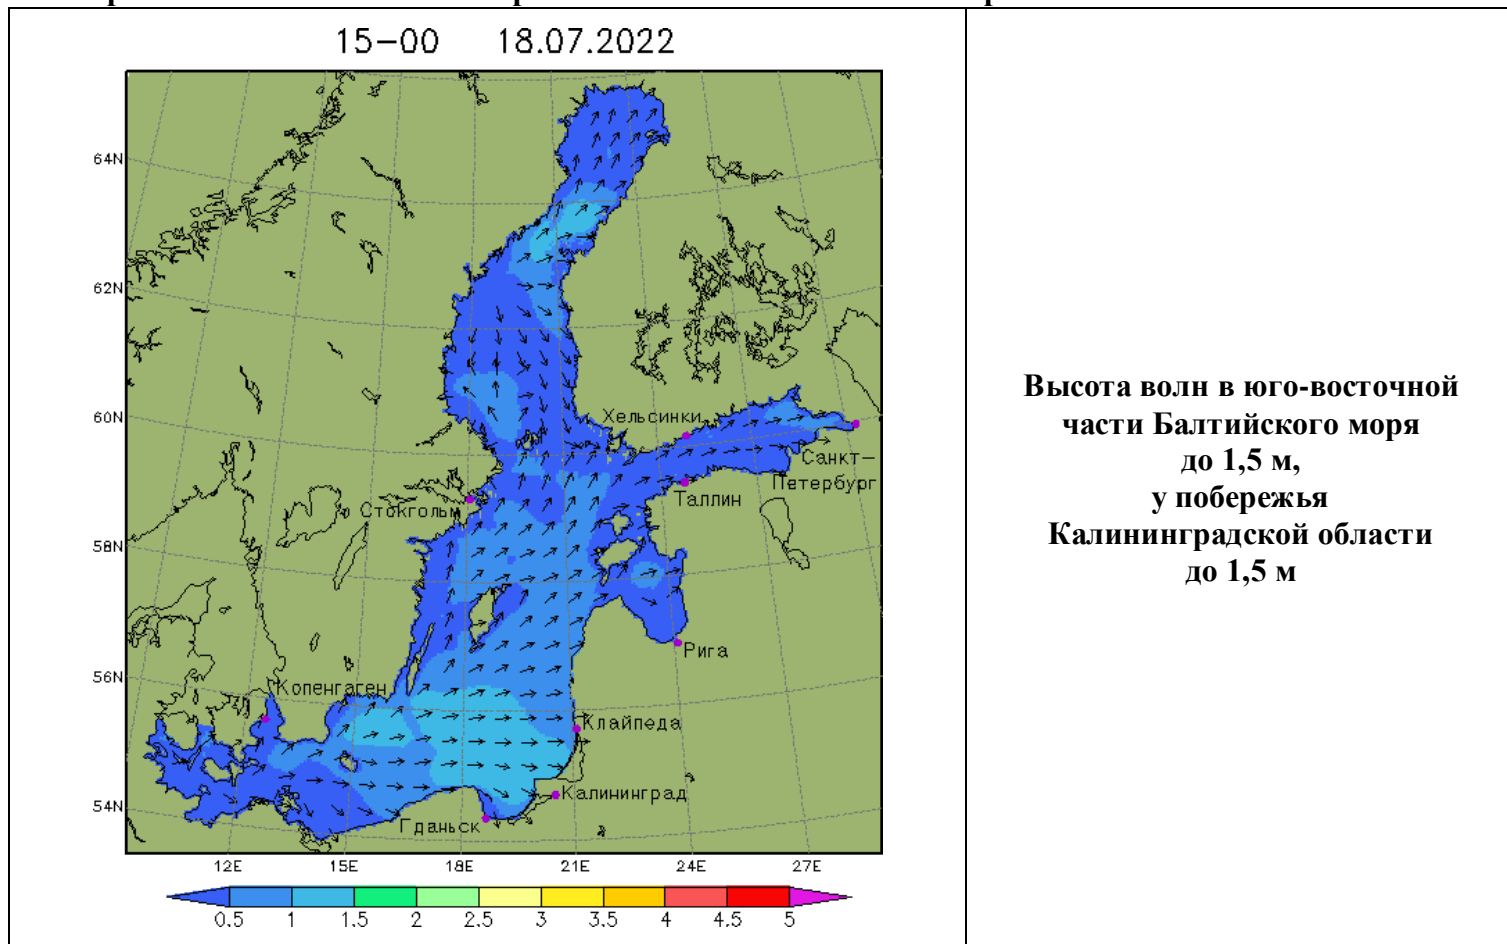 15-00 18.07.2022
64N
62N
60N
58N
56N
54N
Хельсинки
Санкт-
Петербург
Таллин
Стокгольм
Рига
Копенгаген
Клайпеда
Калининград
Гданьск
12E 15E 18E 21E 24E 27E
0.5 1 1.5 2 2.5 3 3.5 4 4.5 5
Высота волн в юго-восточной
части Балтийского моря
до 1,5 м,
у побережья
Калининградской области
до 1,5 м